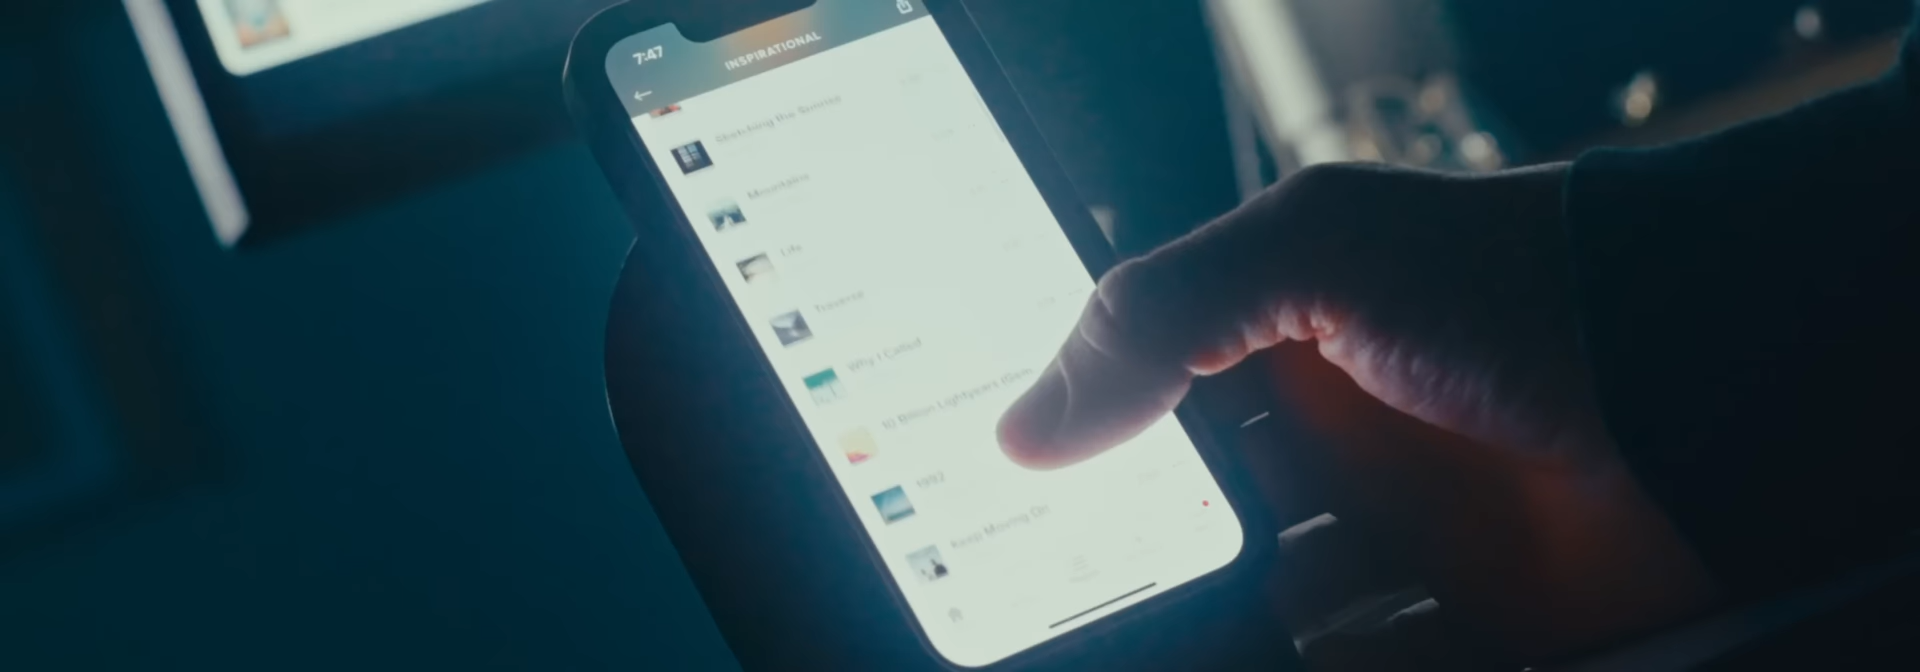 7:47
INSPIRATIONAL
Sketching the Sunrise
Mountains
Life
Traverse
Why I Called
10 Billion Lightyears (Gem
1992
Keep Moving On